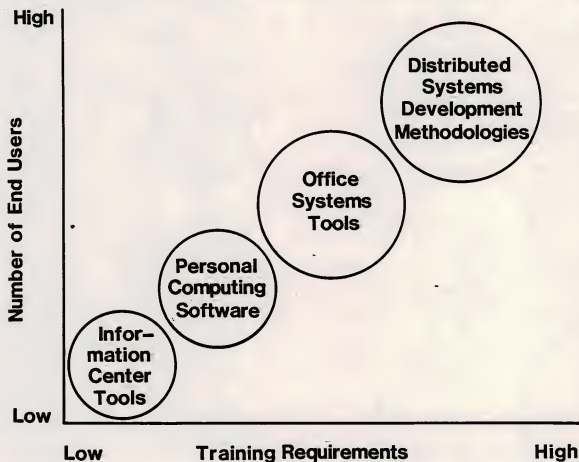 High
Number of End Users
Distributed
Systems
Development
Methodologies
Office
Systems
Tools
Personal
Computing
Software
Infor–
mation
Center
Tools
Low
Low Training Requirements High